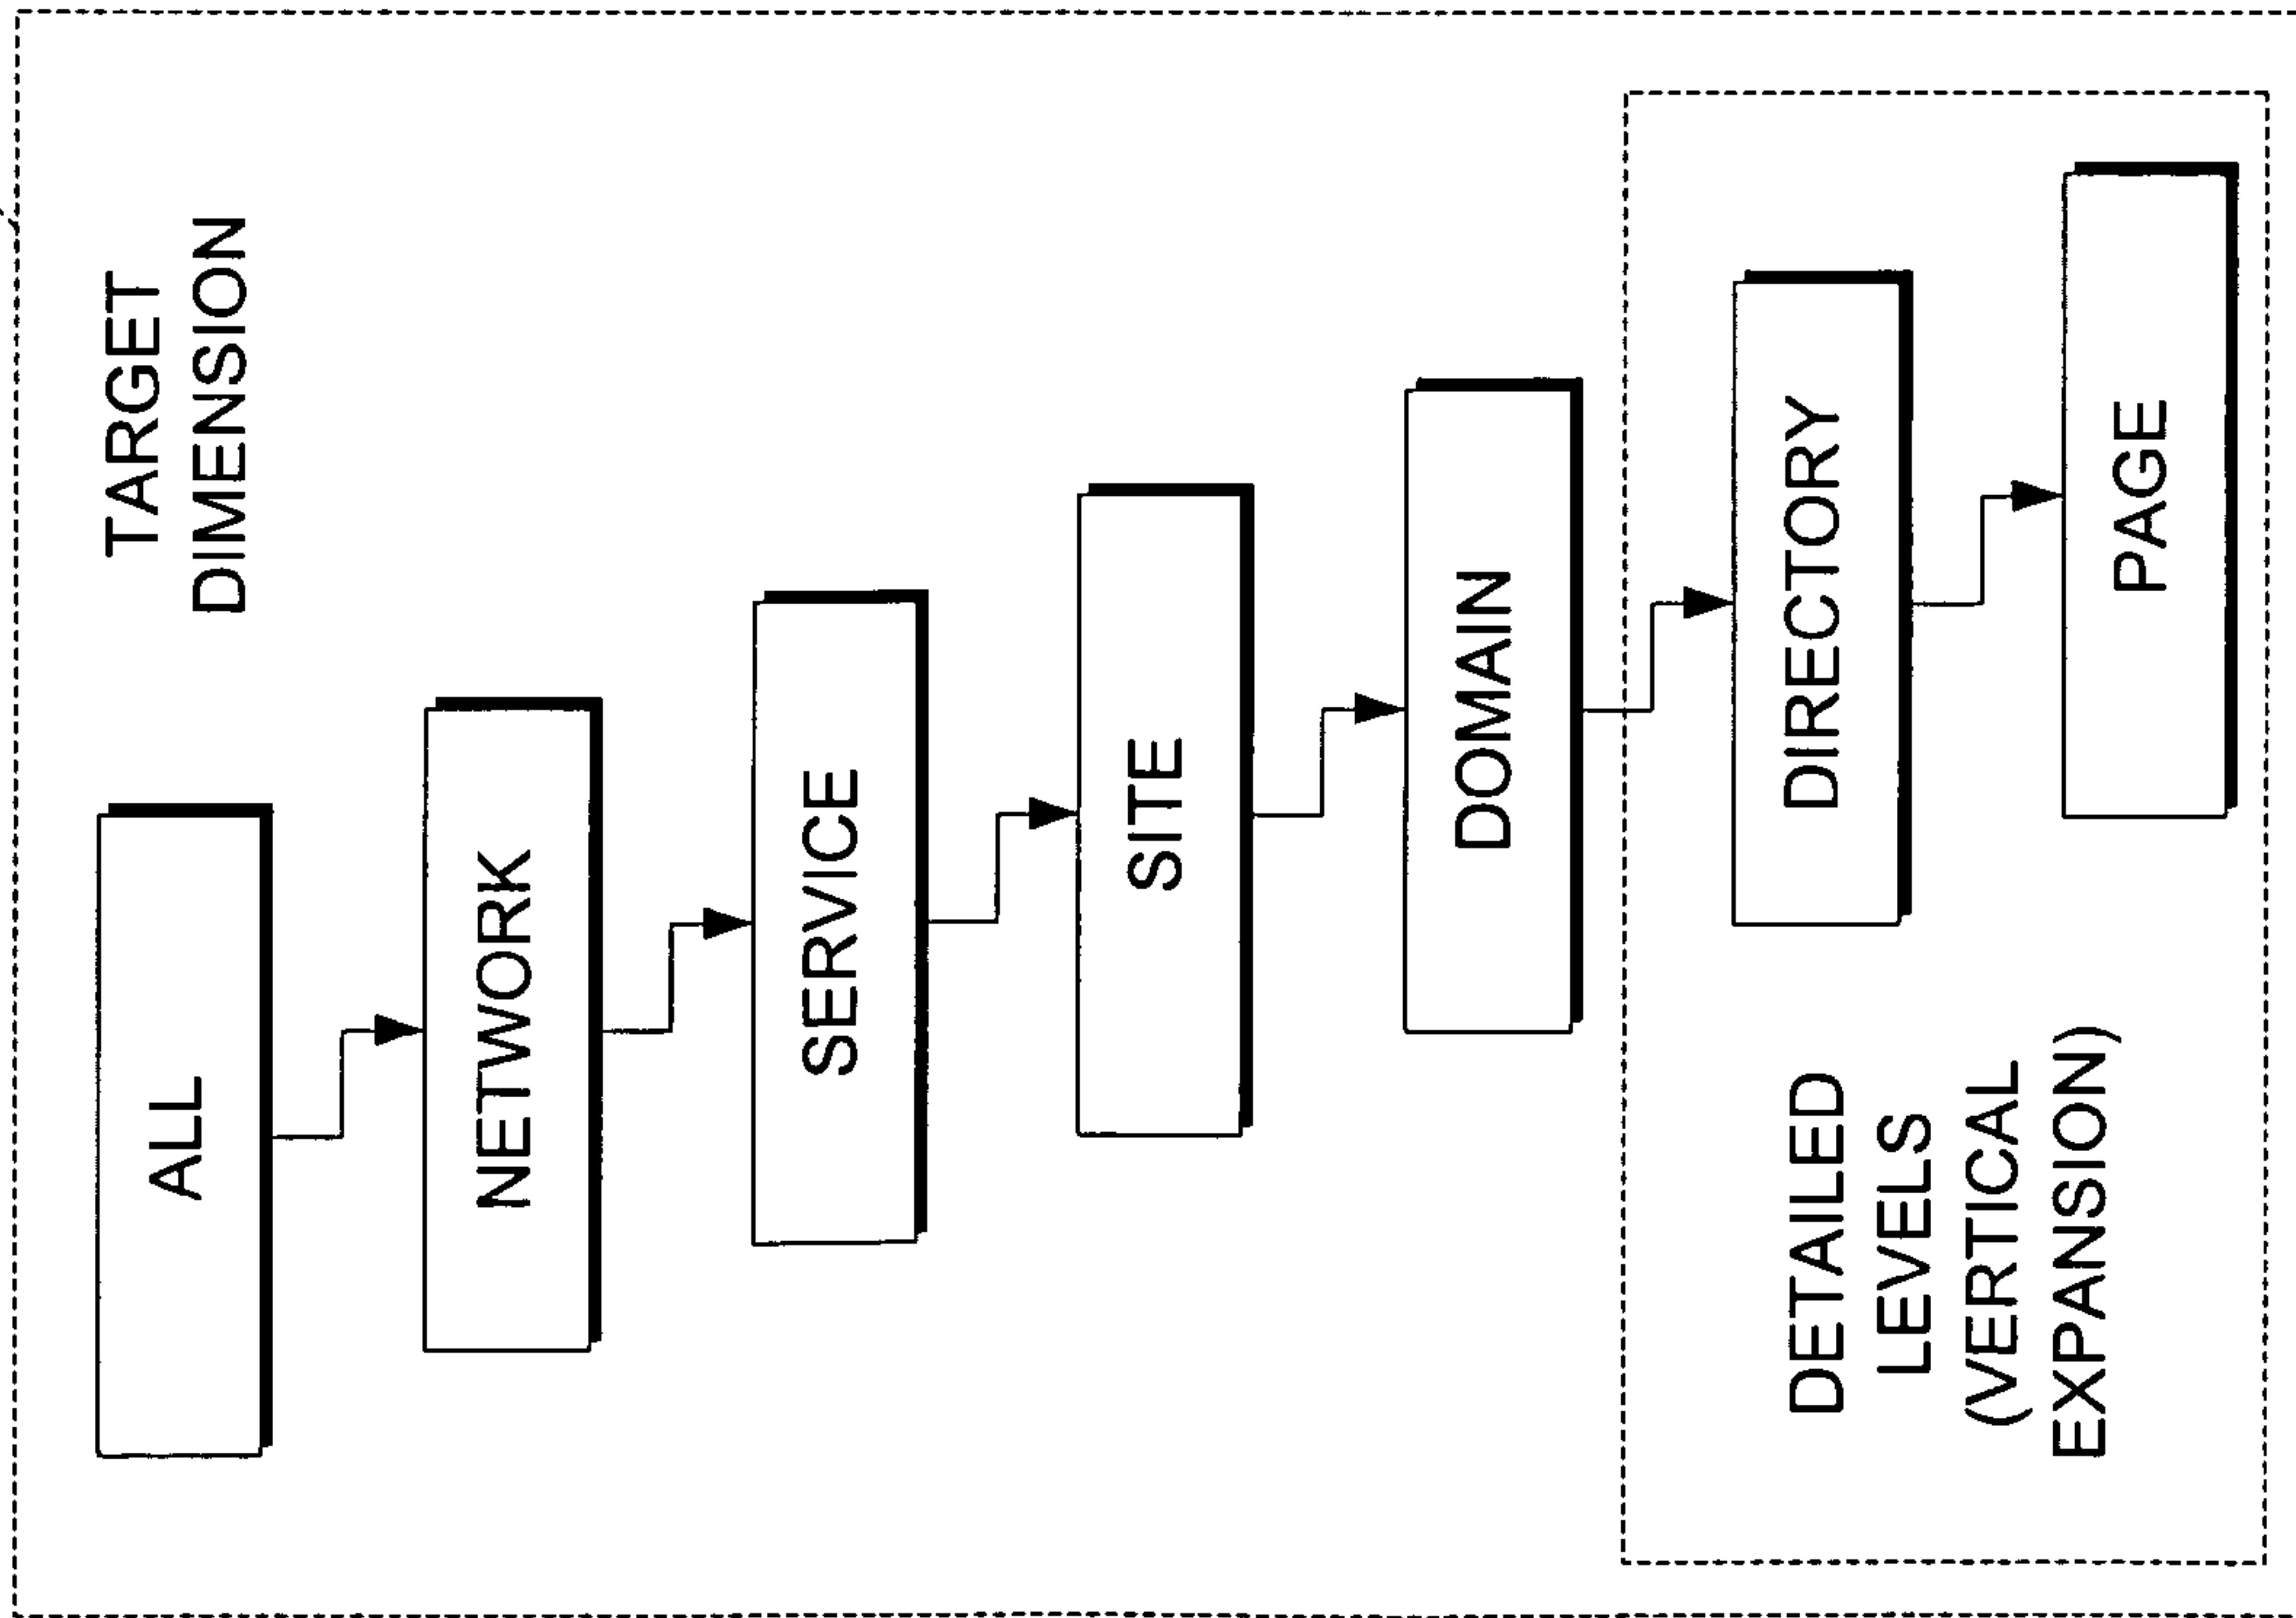 TARGET
DIMENSION
ALL
NETWORK
SERVICE
SITE
DOMAIN
DIRECTORY
PAGE
DETAILED
LEVELS
(VERTICAL
EXPANSION)